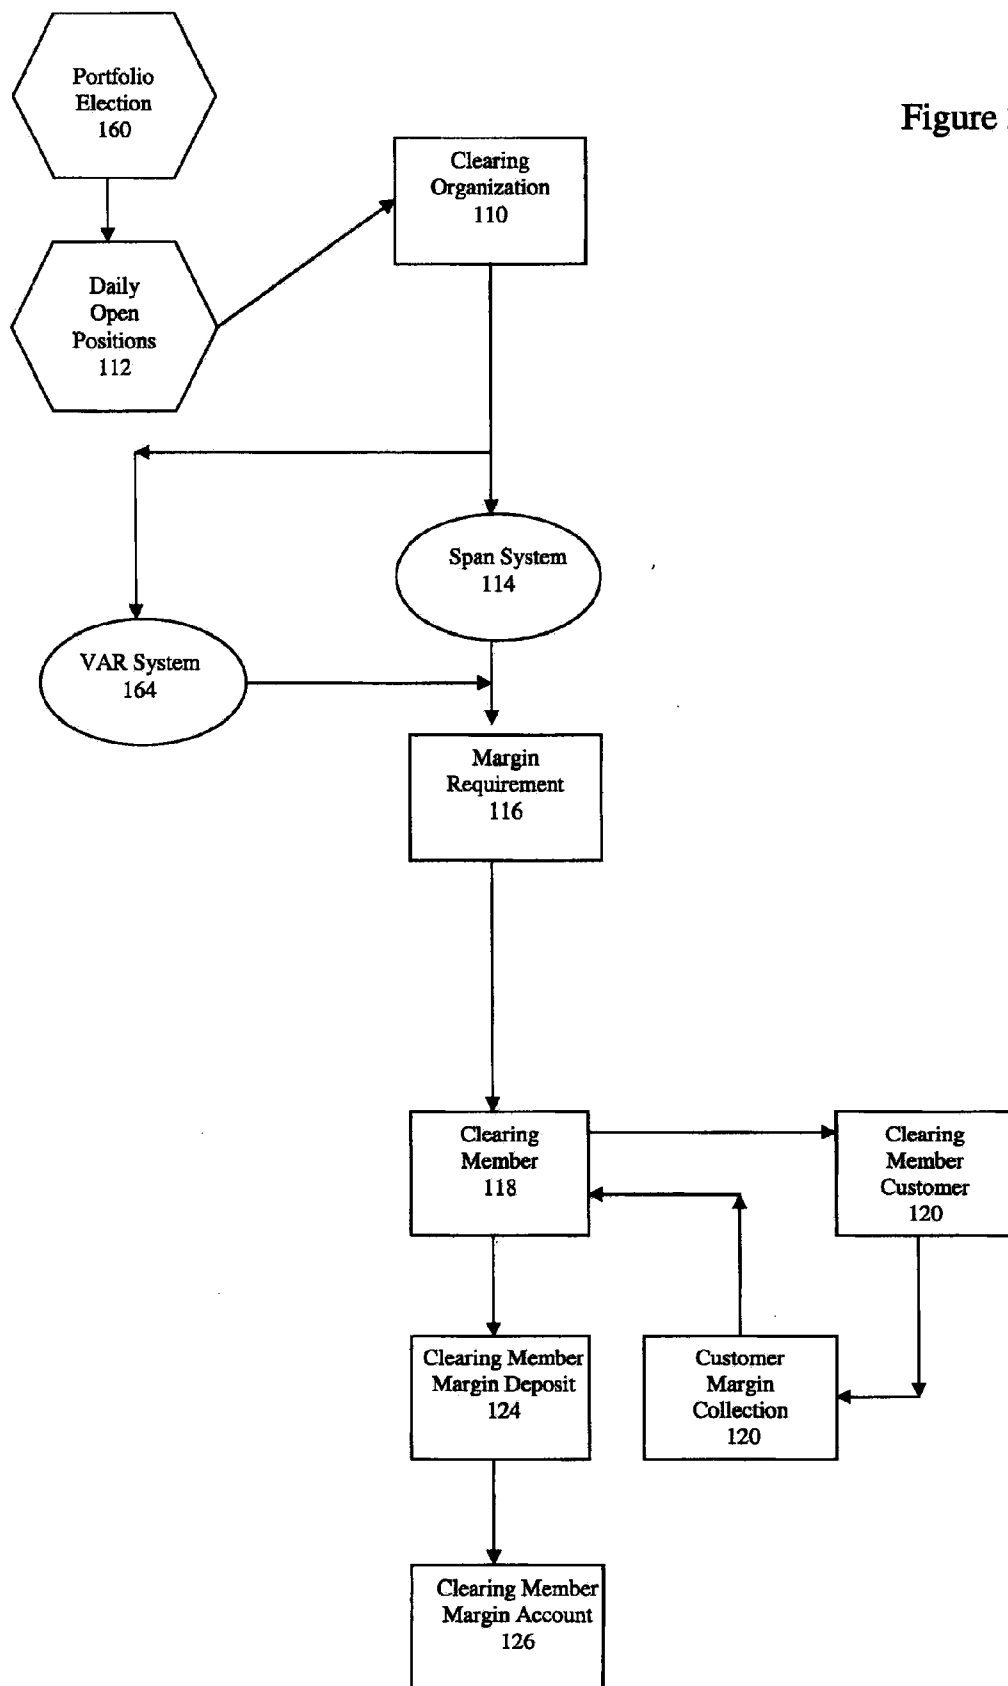 Portfolio
Election
160
Figure
Clearing
Organization
110
Daily
Open
Positions
112
Span System
114
VAR System
164
Margin
Requirement
116
Clearing
Member
118
Clearing
Member
Customer
120
Clearing Member
Margin Deposit
124
Customer
Margin
Collection
120
Clearing Member
Margin Account
126